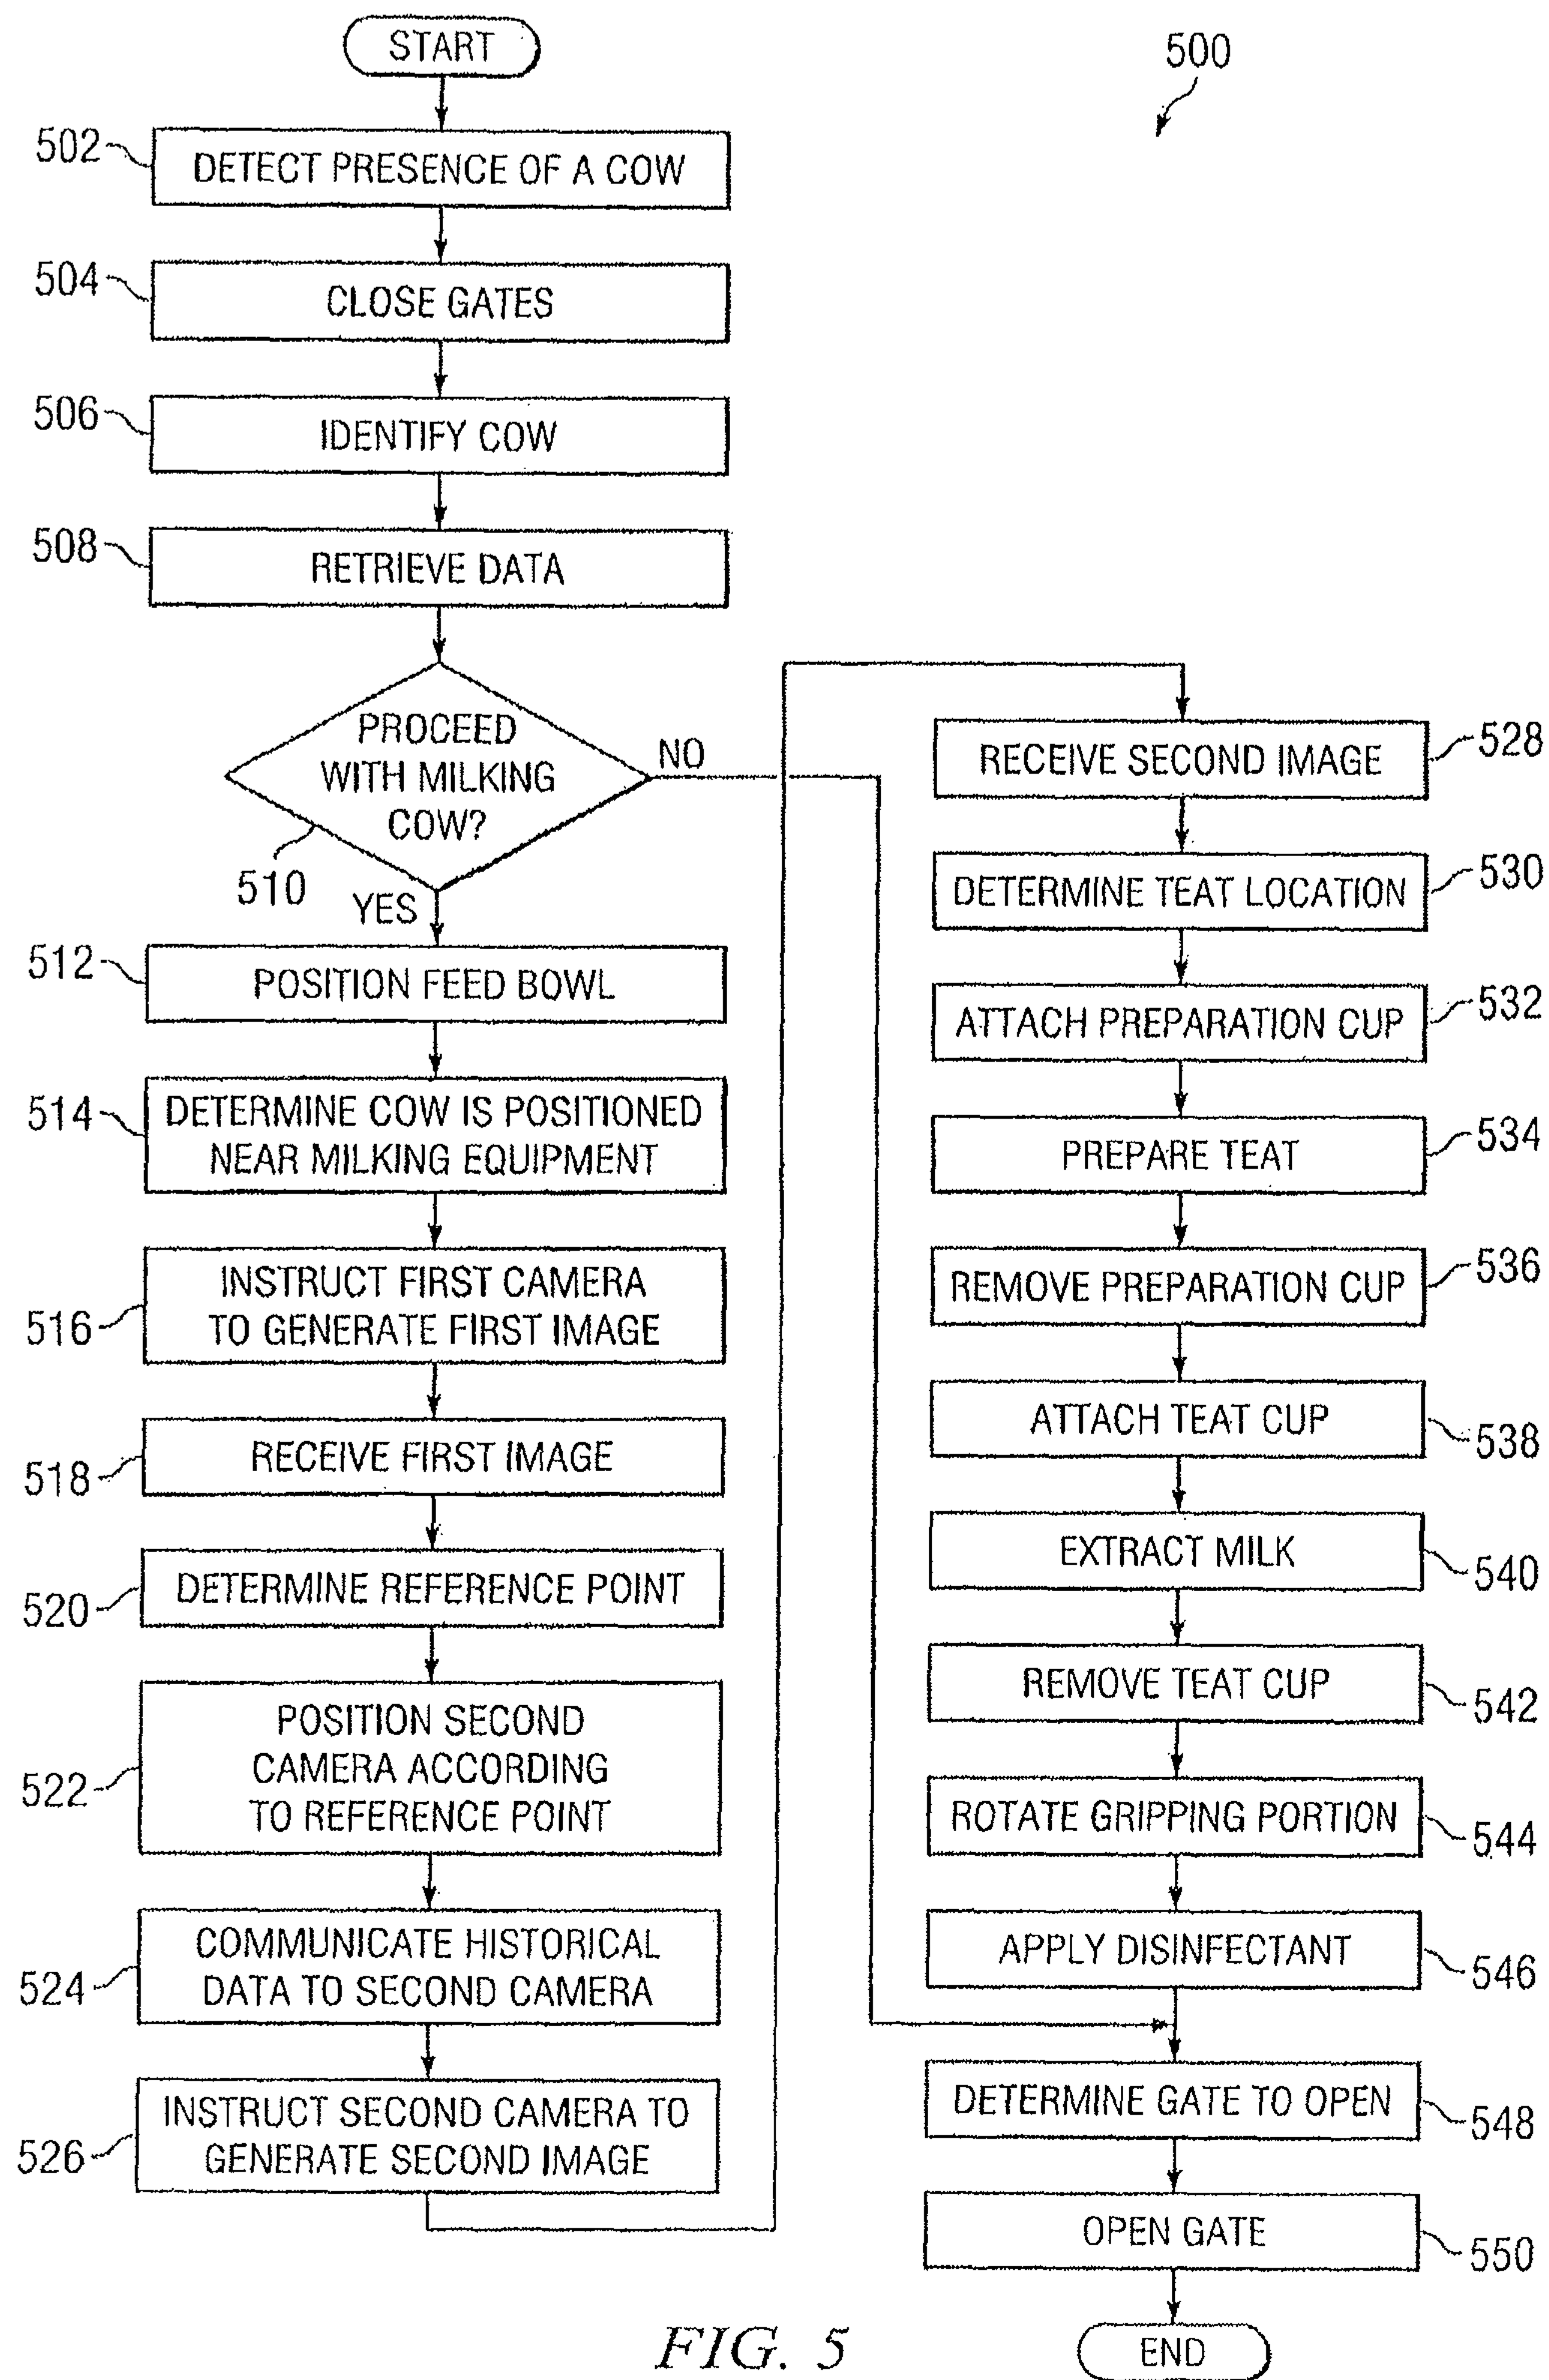 START
500
502
DETECT PRESENCE OF A COW
504
CLOSE GATES
506
IDENTIFY COW
508
RETRIEVE DATA
PROCEED
WITH MILKING
COW?
NO
510
YES
512
POSITION FEED BOWL
514
DETERMINE COW IS POSITIONED
NEAR MILKING EQUIPMENT
516
INSTRUCT FIRST CAMERA
TO GENERATE FIRST IMAGE
518
RECEIVE FIRST IMAGE
520
DETERMINE REFERENCE POINT
522
POSITION SECOND
CAMERA ACCORDING
TO REFERENCE POINT
524
COMMUNICATE HISTORICAL
DATA TO SECOND CAMERA
526
INSTRUCT SECOND CAMERA TO
GENERATE SECOND IMAGE
RECEIVE SECOND IMAGE
528
DETERMINE TEAT LOCATION
530
ATTACH PREPARATION CUP
532
PREPARE TEAT
534
REMOVE PREPARATION CUP
536
ATTACH TEAT CUP
538
EXTRACT MILK
540
REMOVE TEAT CUP
542
ROTATE GRIPPING PORTION
544
APPLY DISINFECTANT
546
DETERMINE GATE TO OPEN
548
OPEN GATE
550
END
FIG. 5